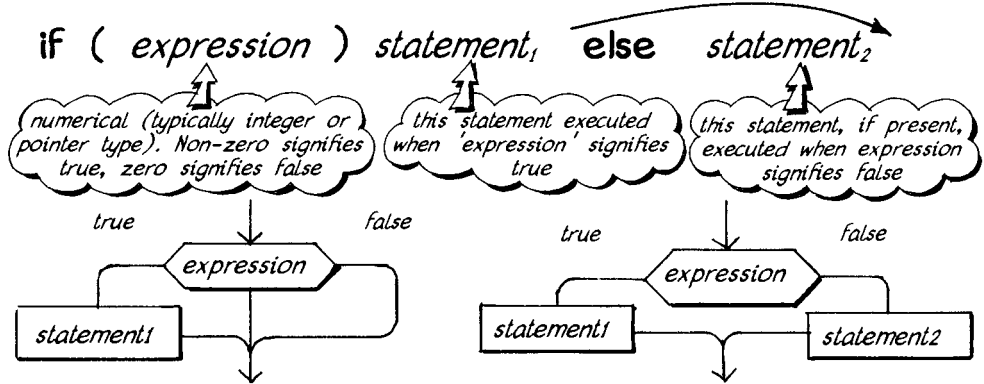 if ( expression ) statement₁ else statement₂
numerical (typically integer or
pointer type). Non-zero signifies
true, zero signifies false
this statement executed
when 'expression' signifies
true
this statement, if present,
executed when expression
signifies false
true
false
expression
statement1
true
false
expression
statement1
statement2